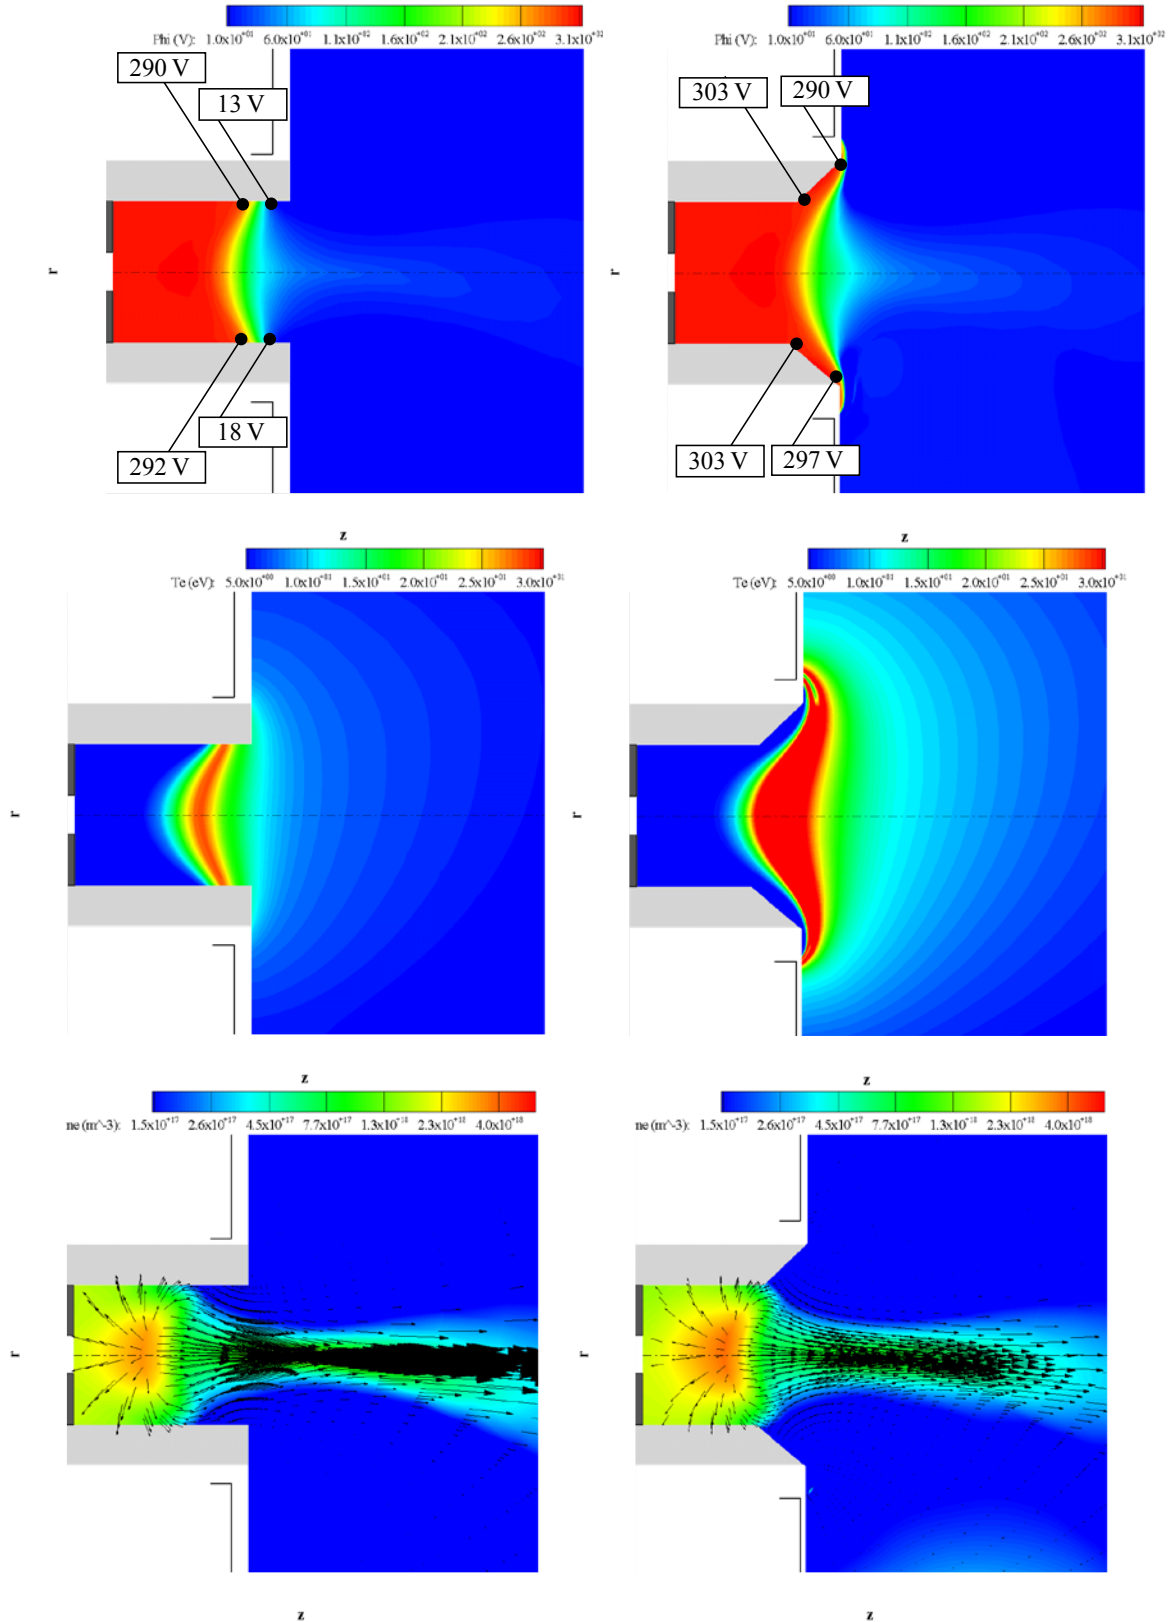 Phi (V): 1.0x10⁺⁰¹ 6.0x10⁺⁰¹ 1.1x10⁺⁰² 1.6x10⁺⁰² 2.1x10⁺⁰² 2.6x10⁺⁰² 3.1x10⁺⁰²
Phi (V): 1.0x10⁺⁰¹ 6.0x10⁺⁰¹ 1.1x10⁺⁰² 1.6x10⁺⁰² 2.1x10⁺⁰² 2.6x10⁺⁰² 3.1x10⁺⁰²
290 V
13 V
303 V
290 V
r
r
18 V
292 V
303 V
297 V
z
z
Te (eV): 5.0x10⁺⁰⁰ 1.0x10⁺⁰¹ 1.5x10⁺⁰¹ 2.0x10⁺⁰¹ 2.5x10⁺⁰¹ 3.0x10⁺⁰¹
Te (eV): 5.0x10⁺⁰⁰ 1.0x10⁺⁰¹ 1.5x10⁺⁰¹ 2.0x10⁺⁰¹ 2.5x10⁺⁰¹ 3.0x10⁺⁰¹
r
r
z
z
ne (m^-3): 1.5x10⁺¹⁷ 2.6x10⁺¹⁷ 4.5x10⁺¹⁷ 7.7x10⁺¹⁷ 1.3x10⁺¹⁸ 2.3x10⁺¹⁸ 4.0x10⁺¹⁸
ne (m^-3): 1.5x10⁺¹⁷ 2.6x10⁺¹⁷ 4.5x10⁺¹⁷ 7.7x10⁺¹⁷ 1.3x10⁺¹⁸ 2.3x10⁺¹⁸ 4.0x10⁺¹⁸
r
r
z
z